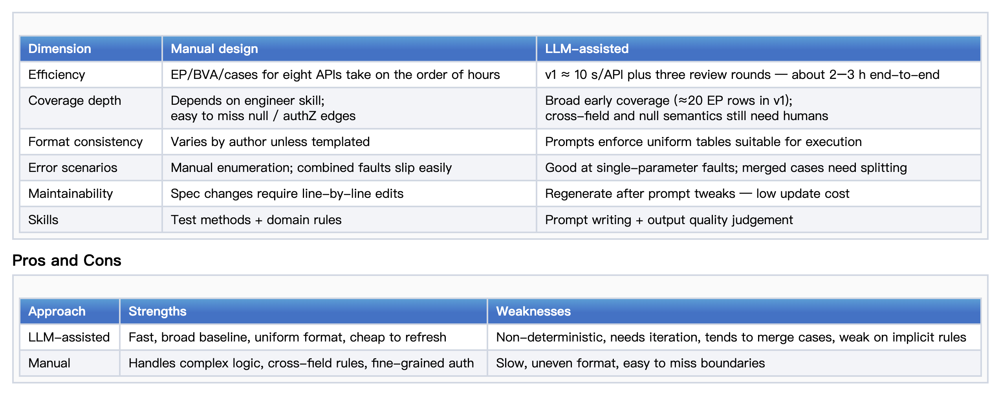 Dimension Manual design LLM-assisted
Efficiency EP/BVA/cases for eight APIs take on the order of hours v1 ≈ 10 s/API plus three review rounds — about 2–3 h end-to-end
Coverage depth Depends on engineer skill; Broad early coverage (≈20 EP rows in v1);
easy to miss null / authZ edges cross-field and null semantics still need humans
Format consistency Varies by author unless templated Prompts enforce uniform tables suitable for execution
Error scenarios Manual enumeration; combined faults slip easily Good at single-parameter faults; merged cases need splitting
Maintainability Spec changes require line-by-line edits Regenerate after prompt tweaks — low update cost
Skills Test methods + domain rules Prompt writing + output quality judgement
Pros and Cons
Approach Strengths Weaknesses
LLM-assisted Fast, broad baseline, uniform format, cheap to refresh Non-deterministic, needs iteration, tends to merge cases, weak on implicit rules
Manual Handles complex logic, cross-field rules, fine-grained auth Slow, uneven format, easy to miss boundaries